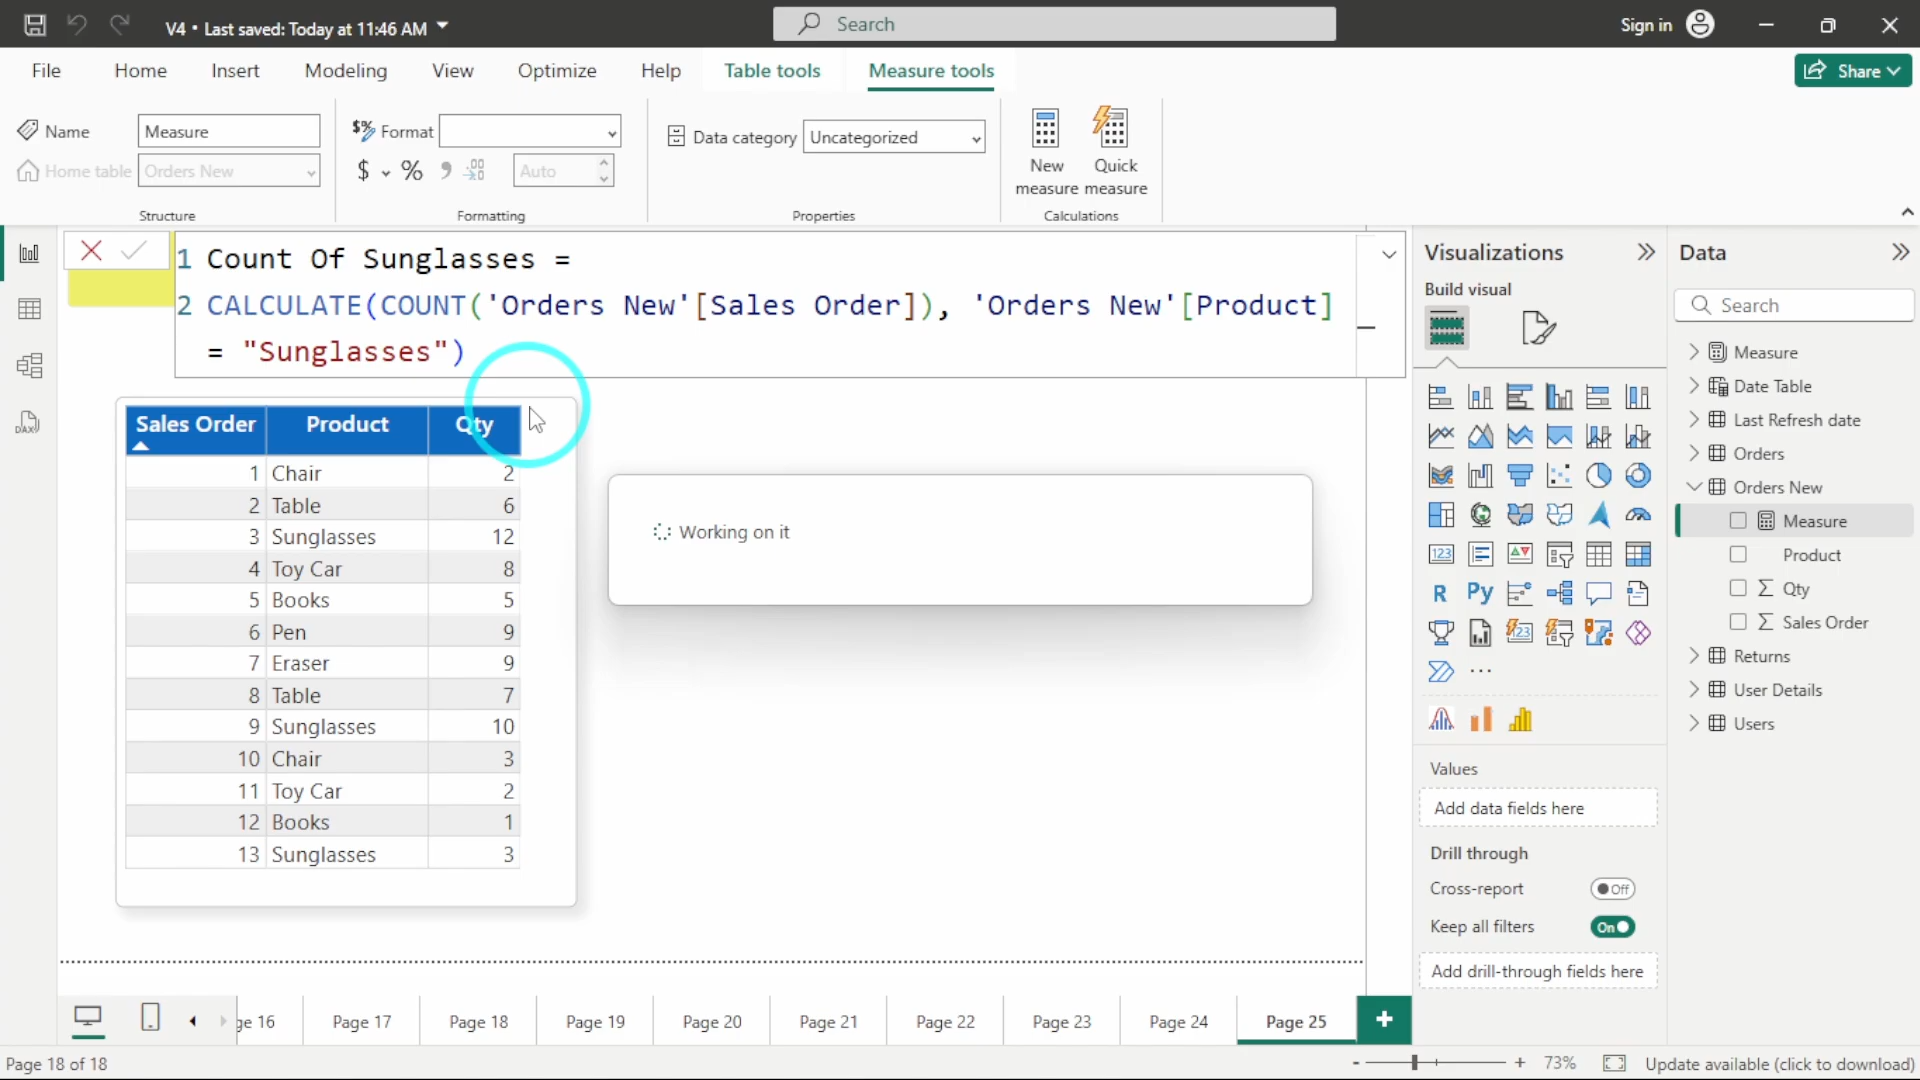 V4 • Last saved: Today at 11:46 AM
Search
Sign in
File Home Insert Modeling View Optimize Help Table tools Measure tools
Share
Name Measure
Home table Orders New
Structure
Format
$ % Auto
Formatting
Data category Uncategorized
Properties
New measure
Quick measure
Calculations
1 Count Of Sunglasses =
2 CALCULATE(COUNT('Orders New'[Sales Order]), 'Orders New'[Product]
= "Sunglasses")
Sales Order Product Qty
1 Chair 2
2 Table 6
3 Sunglasses 12
4 Toy Car 8
5 Books 5
6 Pen 9
7 Eraser 9
8 Table 7
9 Sunglasses 10
10 Chair 3
11 Toy Car 2
12 Books 1
13 Sunglasses 3
Working on it
Visualizations
Build visual
123
R Py
123
Values
Add data fields here
Drill through
Cross-report Off
Keep all filters On
Add drill-through fields here
Data
Search
Measure
Date Table
Last Refresh date
Orders
Orders New
Measure
Product
Qty
Sales Order
Returns
User Details
Users
DAX
ge 16 Page 17 Page 18 Page 19 Page 20 Page 21 Page 22 Page 23 Page 24 Page 25
Page 18 of 18
- + 73%
Update available (click to download)